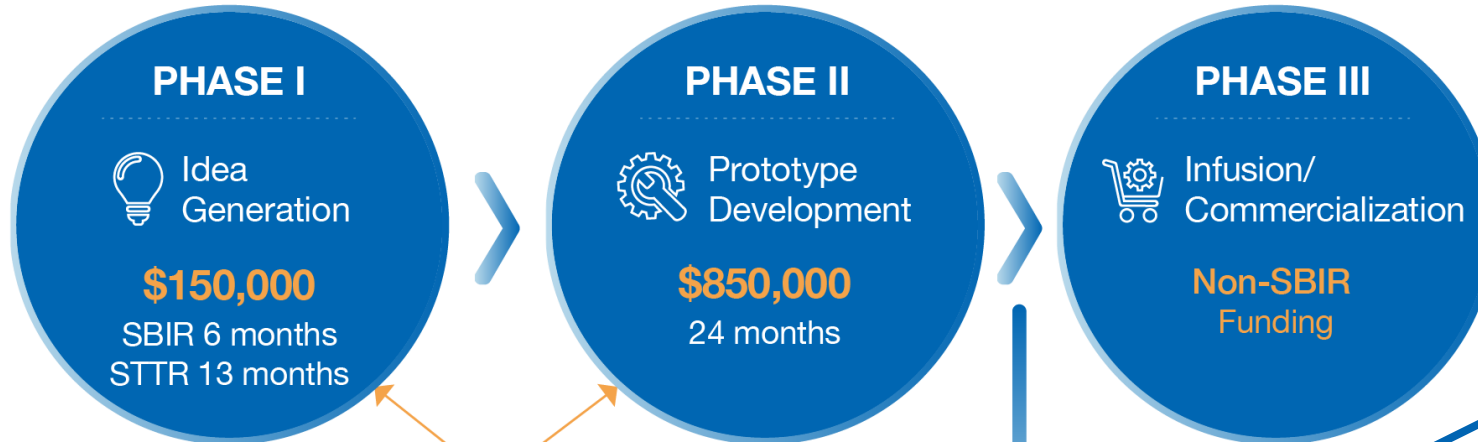 PHASE I
Idea
Generation
$150,000
SBIR 6 months
STTR 13 months
PHASE II
Prototype
Development
$850,000
24 months
PHASE III
Infusion/
Commercialization
Non-SBIR
Funding